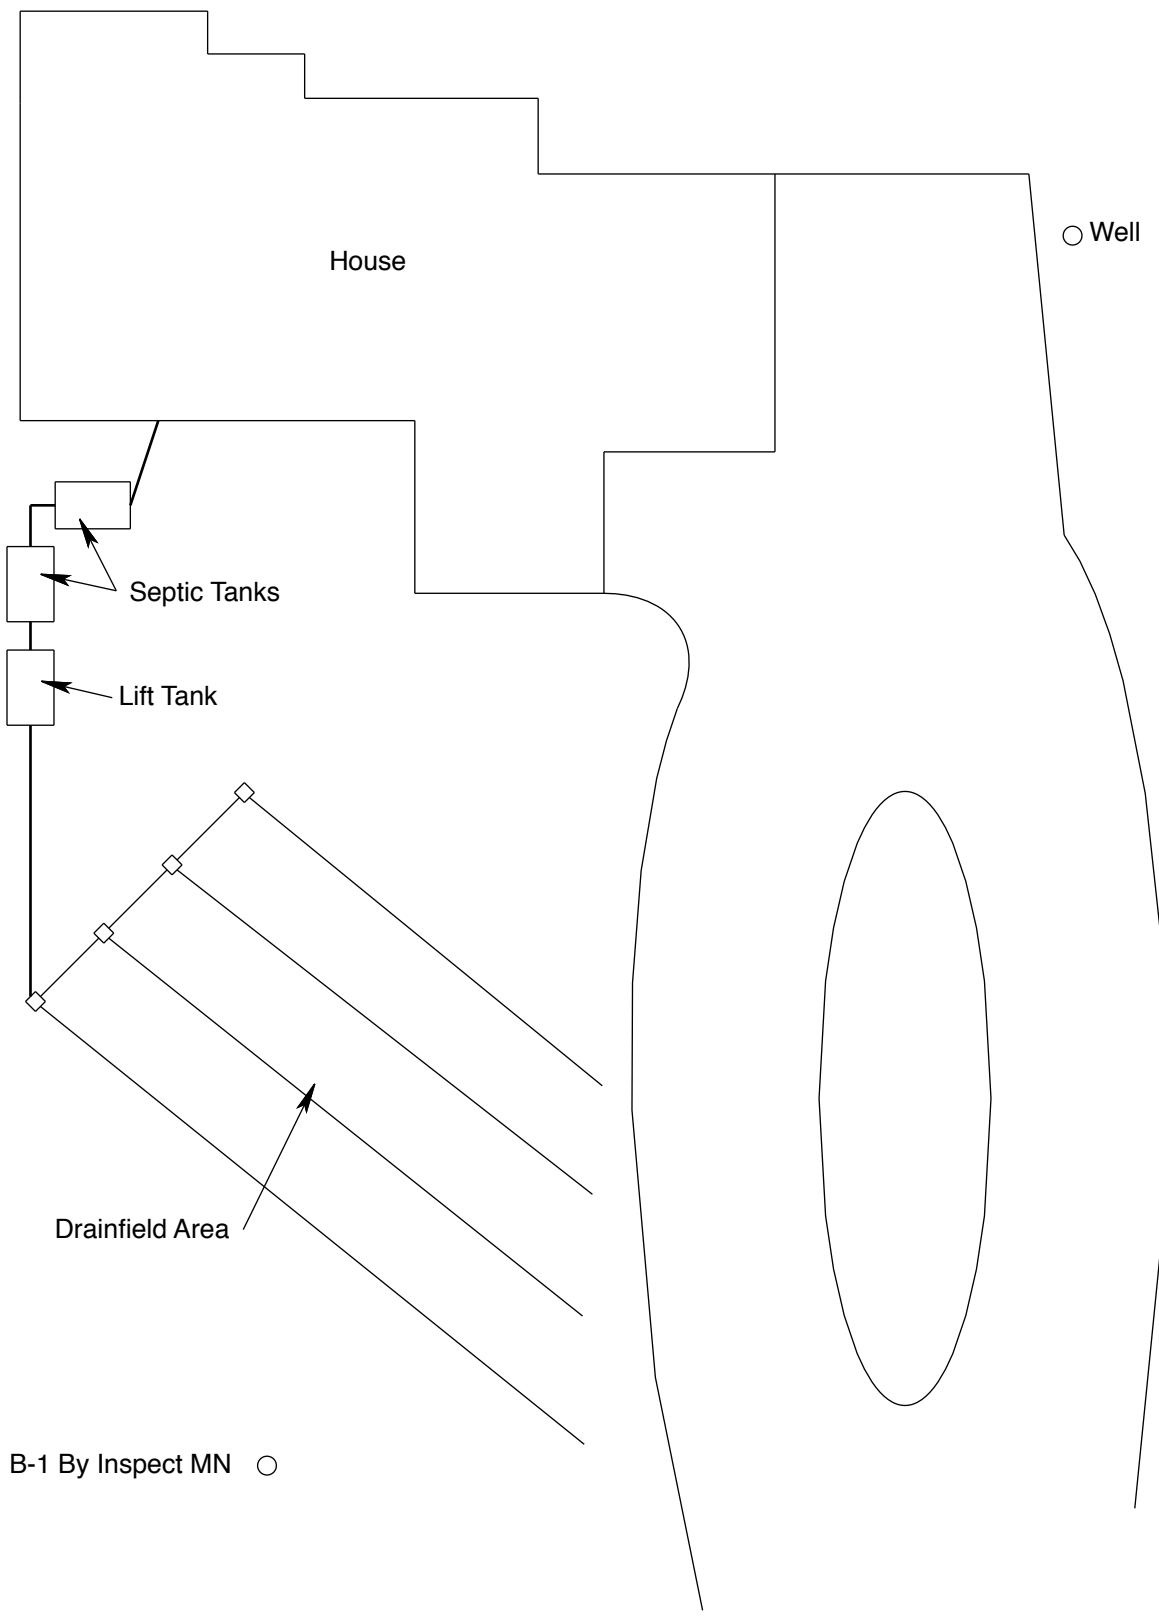 Well
House
Septic Tanks
Lift Tank
Drainfield Area
B-1 By Inspect MN